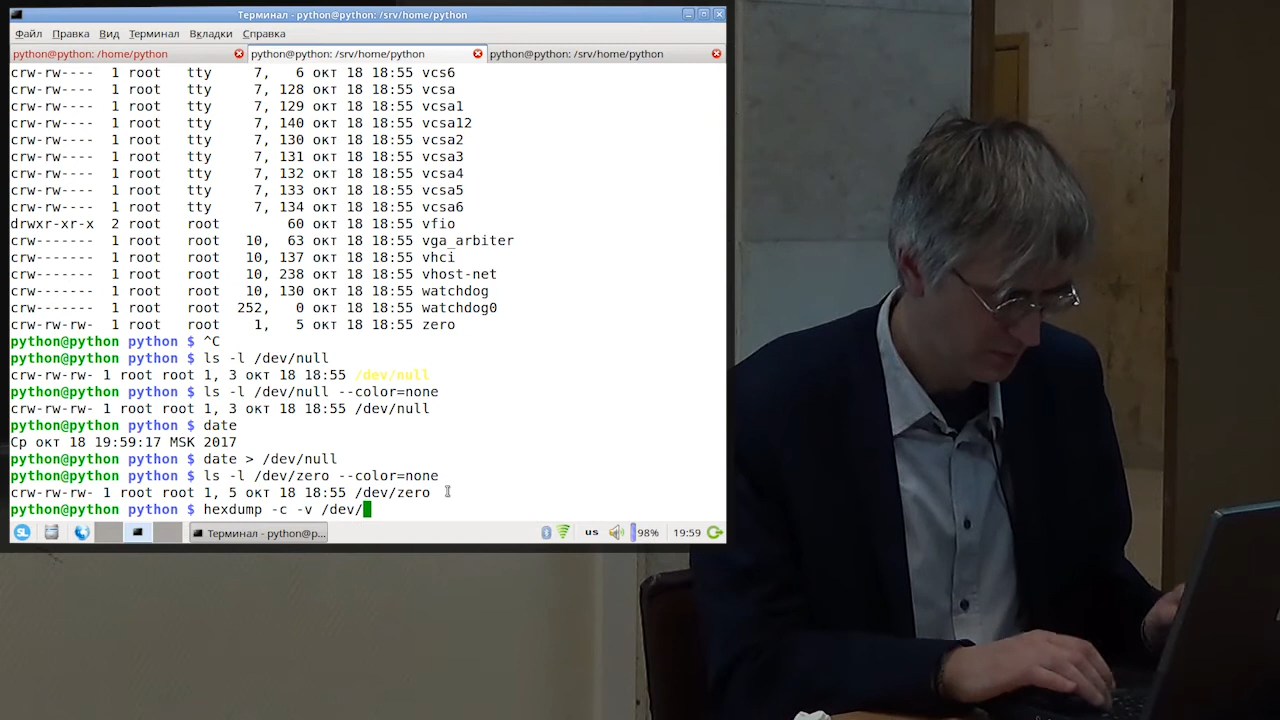 Терминал - python@python: /srv/home/python
Файл Правка Вид Терминал Вкладки Справка
python@python: /home/python python@python: /srv/home/python python@python: /srv/home/python
crw-rw---- 1 root tty 7, 6 окт 18 18:55 vcs6
crw-rw---- 1 root tty 7, 128 окт 18 18:55 vcsa
crw-rw---- 1 root tty 7, 129 окт 18 18:55 vcsa1
crw-rw---- 1 root tty 7, 140 окт 18 18:55 vcsa12
crw-rw---- 1 root tty 7, 130 окт 18 18:55 vcsa2
crw-rw---- 1 root tty 7, 131 окт 18 18:55 vcsa3
crw-rw---- 1 root tty 7, 132 окт 18 18:55 vcsa4
crw-rw---- 1 root tty 7, 133 окт 18 18:55 vcsa5
crw-rw---- 1 root tty 7, 134 окт 18 18:55 vcsa6
drwxr-xr-x 2 root root 60 окт 18 18:55 vfio
crw------- 1 root root 10, 63 окт 18 18:55 vga_arbiter
crw------- 1 root root 10, 137 окт 18 18:55 vhci
crw------- 1 root root 10, 238 окт 18 18:55 vhost-net
crw------- 1 root root 10, 130 окт 18 18:55 watchdog
crw------- 1 root root 252, 0 окт 18 18:55 watchdog0
crw-rw-rw- 1 root root 1, 5 окт 18 18:55 zero
python@python python $ ^C
python@python python $ ls -l /dev/null
crw-rw-rw- 1 root root 1, 3 окт 18 18:55 /dev/null
python@python python $ ls -l /dev/null --color=none
crw-rw-rw- 1 root root 1, 3 окт 18 18:55 /dev/null
python@python python $ date
Ср окт 18 19:59:17 MSK 2017
python@python python $ date > /dev/null
python@python python $ ls -l /dev/zero --color=none
crw-rw-rw- 1 root root 1, 5 окт 18 18:55 /dev/zero
python@python python $ hexdump -c -v /dev/
Терминал - python@p... us 98% 19:59